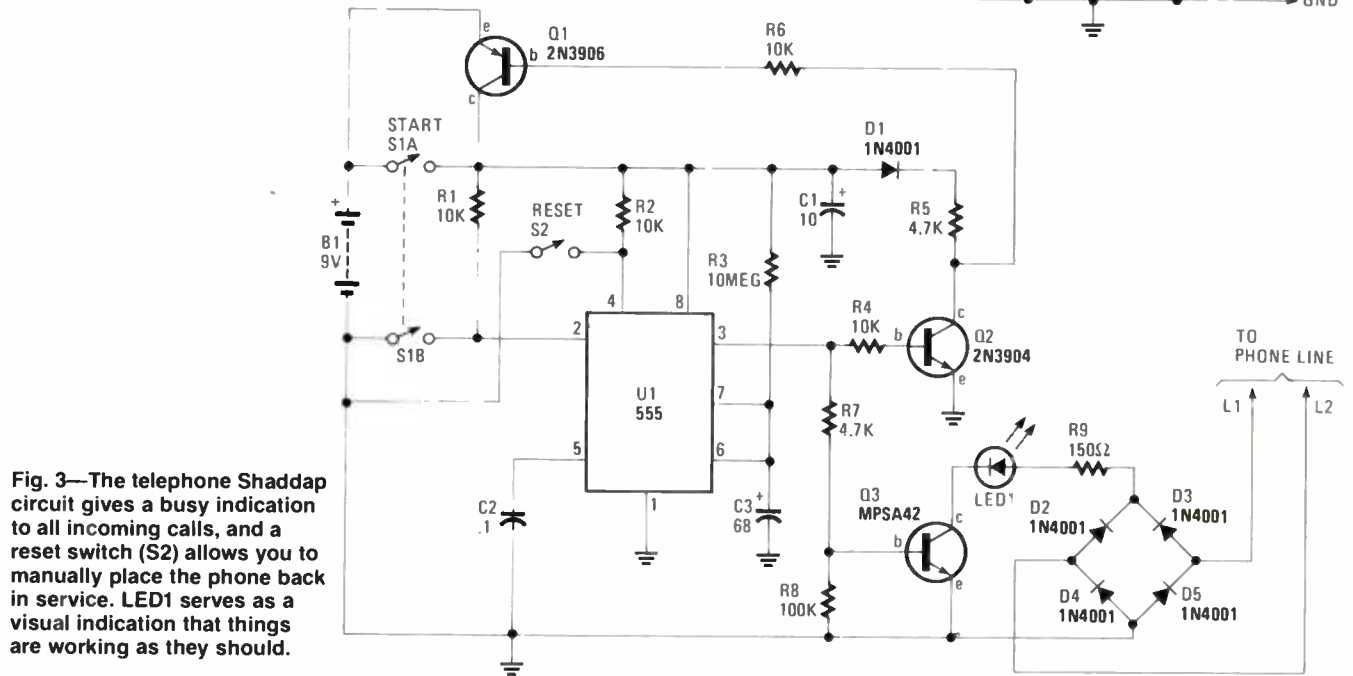 GND
e
Q1
2N3906
b
c
R6
10K
START
S1A
D1
1N4001
R1
10K
RESET
S2
R2
10K
C1
10
+
R5
4.7K
+
B1
9V
R3
10MEG
4
8
R4
10K
b
c
Q2
2N3904
e
S1B
2
3
TO
PHONE LINE
L1
L2
U1
555
7
R7
4.7K
5
6
R9
150Ω
LED1
C2
.1
1
C3
68
+
Q3
MPSA42
b
c
e
D2
1N4001
D3
1N4001
D4
1N4001
D5
1N4001
R8
100K
Fig. 3—The telephone Shaddap
circuit gives a busy indication
to all incoming calls, and a
reset switch (S2) allows you to
manually place the phone back
in service. LED1 serves as a
visual indication that things
are working as they should.